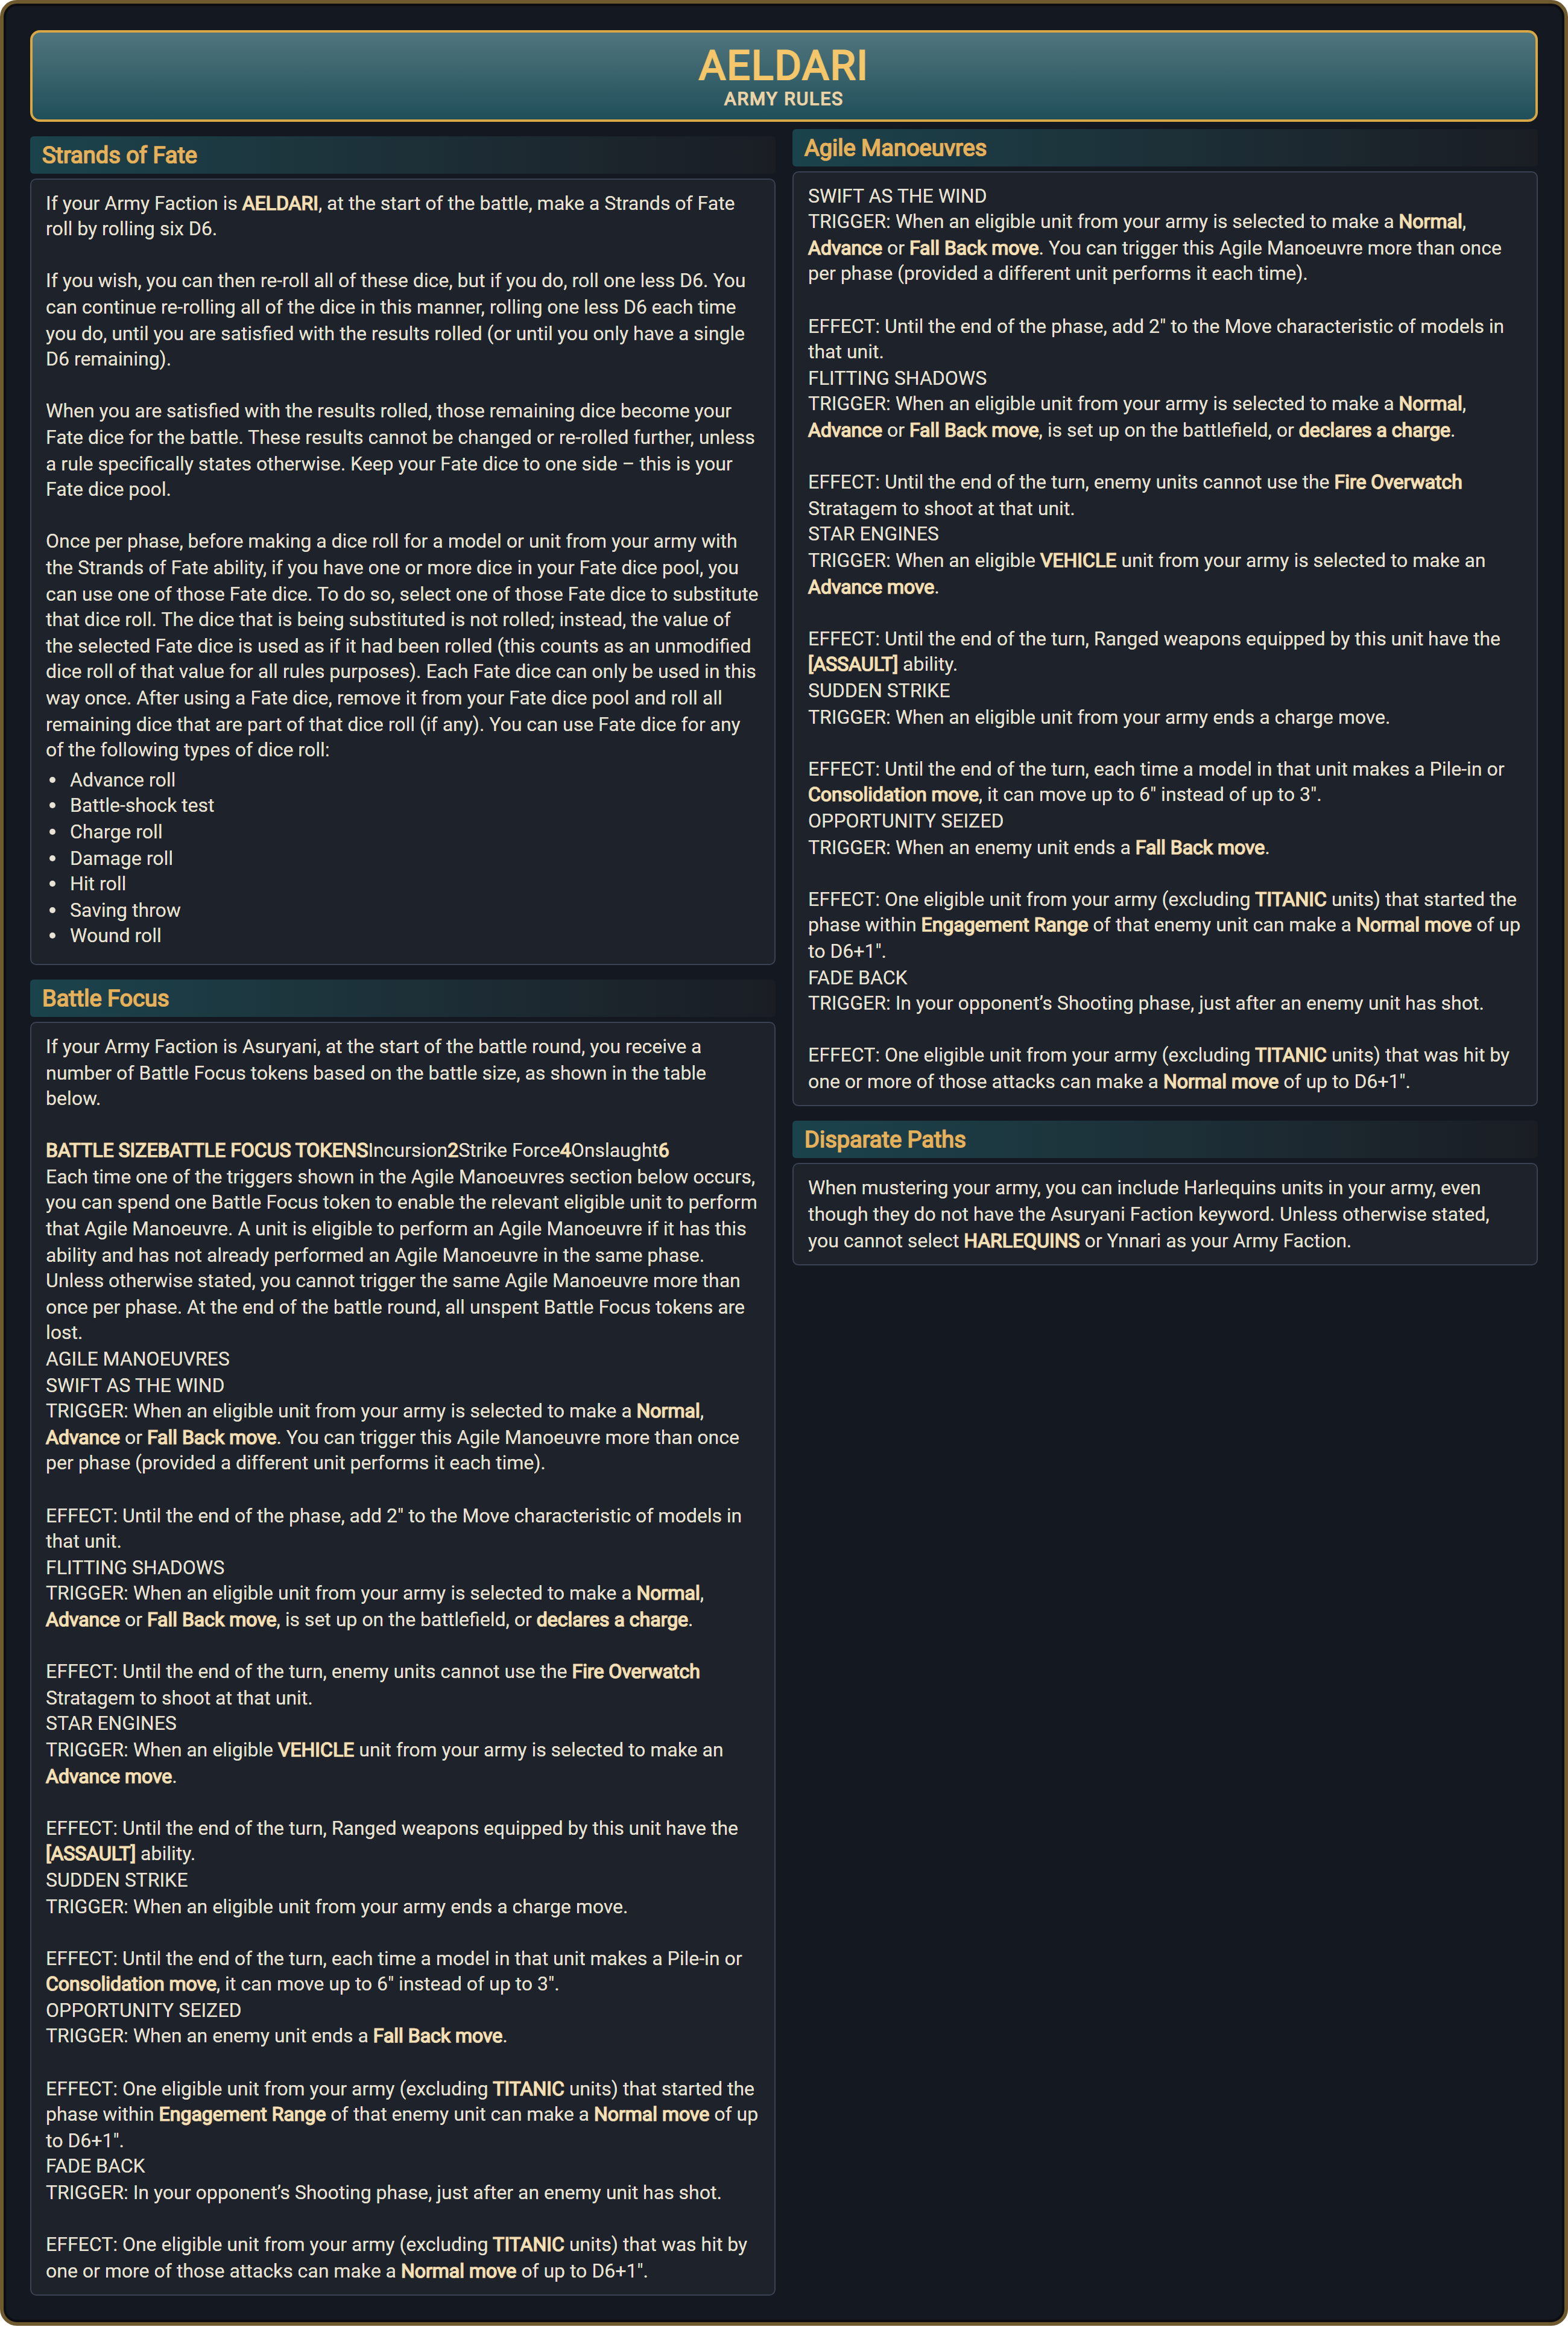 AELDARI
ARMY RULES
Strands of Fate
If your Army Faction is AELDARI, at the start of the battle, make a Strands of Fate
roll by rolling six D6.
If you wish, you can then re-roll all of these dice, but if you do, roll one less D6. You
can continue re-rolling all of the dice in this manner, rolling one less D6 each time
you do, until you are satisfied with the results rolled (or until you only have a single
D6 remaining).
When you are satisfied with the results rolled, those remaining dice become your
Fate dice for the battle. These results cannot be changed or re-rolled further, unless
a rule specifically states otherwise. Keep your Fate dice to one side – this is your
Fate dice pool.
Once per phase, before making a dice roll for a model or unit from your army with
the Strands of Fate ability, if you have one or more dice in your Fate dice pool, you
can use one of those Fate dice. To do so, select one of those Fate dice to substitute
that dice roll. The dice that is being substituted is not rolled; instead, the value of
the selected Fate dice is used as if it had been rolled (this counts as an unmodified
dice roll of that value for all rules purposes). Each Fate dice can only be used in this
way once. After using a Fate dice, remove it from your Fate dice pool and roll all
remaining dice that are part of that dice roll (if any). You can use Fate dice for any
of the following types of dice roll:
• Advance roll
• Battle-shock test
• Charge roll
• Damage roll
• Hit roll
• Saving throw
• Wound roll
Battle Focus
If your Army Faction is Asuryani, at the start of the battle round, you receive a
number of Battle Focus tokens based on the battle size, as shown in the table
below.
BATTLE SIZEBATTLE FOCUS TOKENSIncursion2Strike Force4Onslaught6
Each time one of the triggers shown in the Agile Manoeuvres section below occurs,
you can spend one Battle Focus token to enable the relevant eligible unit to perform
that Agile Manoeuvre. A unit is eligible to perform an Agile Manoeuvre if it has this
ability and has not already performed an Agile Manoeuvre in the same phase.
Unless otherwise stated, you cannot trigger the same Agile Manoeuvre more than
once per phase. At the end of the battle round, all unspent Battle Focus tokens are
lost.
AGILE MANOEUVRES
SWIFT AS THE WIND
TRIGGER: When an eligible unit from your army is selected to make a Normal,
Advance or Fall Back move. You can trigger this Agile Manoeuvre more than once
per phase (provided a different unit performs it each time).
EFFECT: Until the end of the phase, add 2" to the Move characteristic of models in
that unit.
FLITTING SHADOWS
TRIGGER: When an eligible unit from your army is selected to make a Normal,
Advance or Fall Back move, is set up on the battlefield, or declares a charge.
EFFECT: Until the end of the turn, enemy units cannot use the Fire Overwatch
Stratagem to shoot at that unit.
STAR ENGINES
TRIGGER: When an eligible VEHICLE unit from your army is selected to make an
Advance move.
EFFECT: Until the end of the turn, Ranged weapons equipped by this unit have the
[ASSAULT] ability.
SUDDEN STRIKE
TRIGGER: When an eligible unit from your army ends a charge move.
EFFECT: Until the end of the turn, each time a model in that unit makes a Pile-in or
Consolidation move, it can move up to 6" instead of up to 3".
OPPORTUNITY SEIZED
TRIGGER: When an enemy unit ends a Fall Back move.
EFFECT: One eligible unit from your army (excluding TITANIC units) that started the
phase within Engagement Range of that enemy unit can make a Normal move of up
to D6+1".
FADE BACK
TRIGGER: In your opponent’s Shooting phase, just after an enemy unit has shot.
EFFECT: One eligible unit from your army (excluding TITANIC units) that was hit by
one or more of those attacks can make a Normal move of up to D6+1".
Agile Manoeuvres
SWIFT AS THE WIND
TRIGGER: When an eligible unit from your army is selected to make a Normal,
Advance or Fall Back move. You can trigger this Agile Manoeuvre more than once
per phase (provided a different unit performs it each time).
EFFECT: Until the end of the phase, add 2" to the Move characteristic of models in
that unit.
FLITTING SHADOWS
TRIGGER: When an eligible unit from your army is selected to make a Normal,
Advance or Fall Back move, is set up on the battlefield, or declares a charge.
EFFECT: Until the end of the turn, enemy units cannot use the Fire Overwatch
Stratagem to shoot at that unit.
STAR ENGINES
TRIGGER: When an eligible VEHICLE unit from your army is selected to make an
Advance move.
EFFECT: Until the end of the turn, Ranged weapons equipped by this unit have the
[ASSAULT] ability.
SUDDEN STRIKE
TRIGGER: When an eligible unit from your army ends a charge move.
EFFECT: Until the end of the turn, each time a model in that unit makes a Pile-in or
Consolidation move, it can move up to 6" instead of up to 3".
OPPORTUNITY SEIZED
TRIGGER: When an enemy unit ends a Fall Back move.
EFFECT: One eligible unit from your army (excluding TITANIC units) that started the
phase within Engagement Range of that enemy unit can make a Normal move of up
to D6+1".
FADE BACK
TRIGGER: In your opponent’s Shooting phase, just after an enemy unit has shot.
EFFECT: One eligible unit from your army (excluding TITANIC units) that was hit by
one or more of those attacks can make a Normal move of up to D6+1".
Disparate Paths
When mustering your army, you can include Harlequins units in your army, even
though they do not have the Asuryani Faction keyword. Unless otherwise stated,
you cannot select HARLEQUINS or Ynnari as your Army Faction.